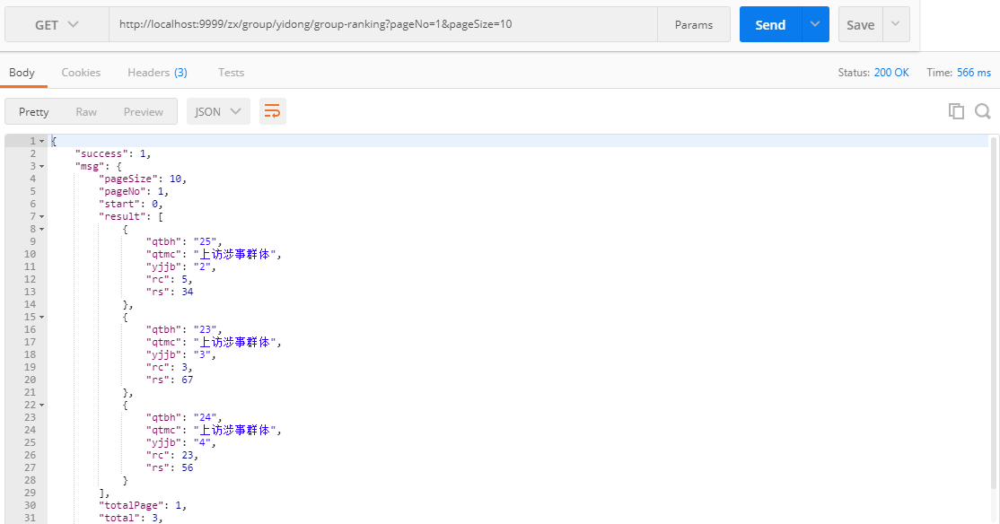 GET http://localhost:9999/zx/group/yidong/group-ranking?pageNo=1&pageSize=10 Params Send Save
Body Cookies Headers (3) Tests Status: 200 OK Time: 566 ms
Pretty Raw Preview JSON
1 {
2 "success": 1,
3 "msg": {
4 "pageSize": 10,
5 "pageNo": 1,
6 "start": 0,
7 "result": [
8 {
9 "qtbh": "25",
10 "qtmc": "上访涉事群体",
11 "yjjb": "2",
12 "rc": 5,
13 "rs": 34
14 },
15 {
16 "qtbh": "23",
17 "qtmc": "上访涉事群体",
18 "yjjb": "3",
19 "rc": 3,
20 "rs": 67
21 },
22 {
23 "qtbh": "24",
24 "qtmc": "上访涉事群体",
25 "yjjb": "4",
26 "rc": 23,
27 "rs": 56
28 }
29 ],
30 "totalPage": 1,
31 "total": 3,